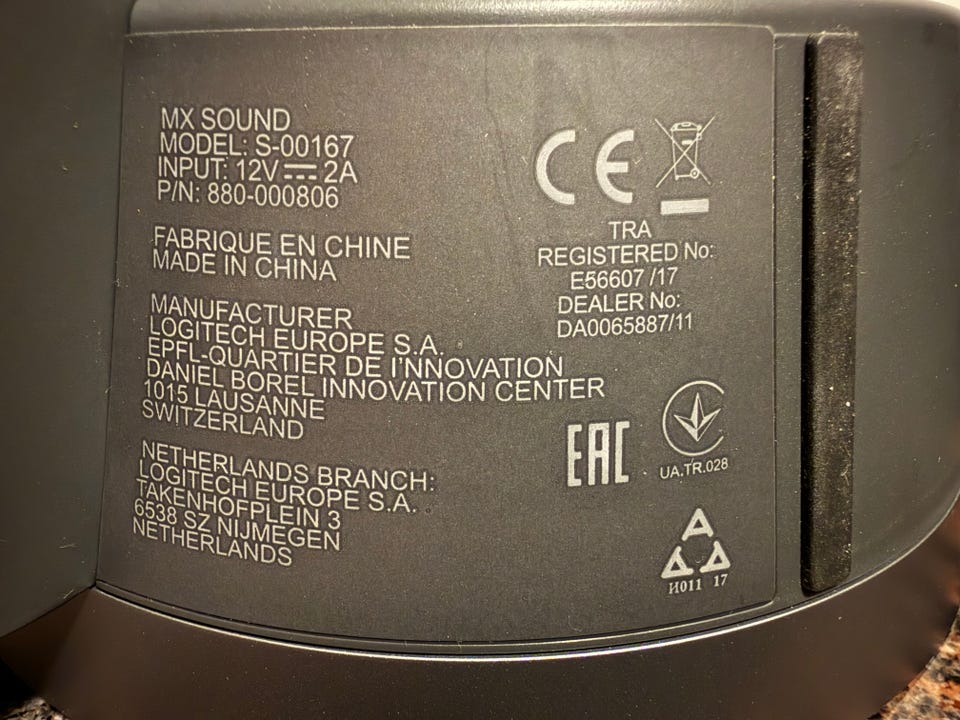 MX SOUND
MODEL: S-00167
INPUT: 12V ⎓ 2A
P/N: 880-000806
FABRIQUE EN CHINE
MADE IN CHINA
MANUFACTURER
LOGITECH EUROPE S.A.
EPFL-QUARTIER DE I'INNOVATION
DANIEL BOREL INNOVATION CENTER
1015 LAUSANNE
SWITZERLAND
NETHERLANDS BRANCH:
LOGITECH EUROPE S.A.
TAKENHOFPLEIN 3
6538 SZ NIJMEGEN
NETHERLANDS
CE
TRA
REGISTERED No:
E56607 /17
DEALER No:
DA0065887/11
EAC
UA.TR.028
A
A A
И011 17